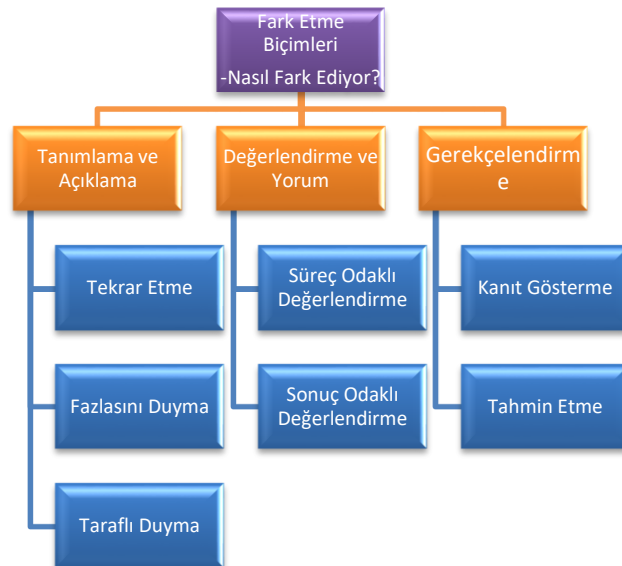 Fark Etme
Biçimleri
-Nasıl Fark Ediyor?
Tanımlama ve
Açıklama
Değerlendirme ve
Yorum
Gerekçelendirm
e
Tekrar Etme
Süreç Odaklı
Değerlendirme
Kanıt Gösterme
Fazlasını Duyma
Sonuç Odaklı
Değerlendirme
Tahmin Etme
Taraflı Duyma